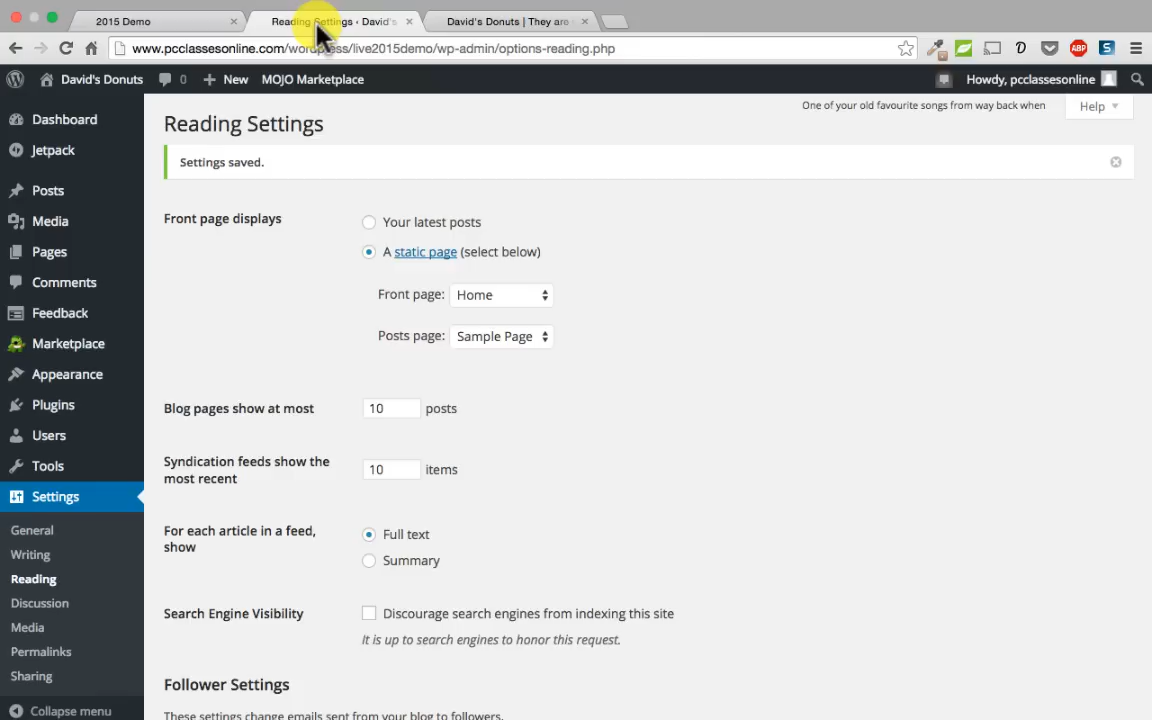 2015 Demo
Reading Settings ‹ David's
David's Donuts | They are
www.pcclassesonline.com/wordpress/live2015demo/wp-admin/options-reading.php
ABP
David's Donuts
0
+ New
MOJO Marketplace
Howdy, pcclassesonline
Dashboard
Jetpack
Posts
Media
Pages
Comments
Feedback
Marketplace
Appearance
Plugins
Users
Tools
Settings
General
Writing
Reading
Discussion
Media
Permalinks
Sharing
Collapse menu
One of your old favourite songs from way back when
Help
Reading Settings
Settings saved.
Front page displays
Your latest posts
A static page (select below)
Front page: Home
Posts page: Sample Page
Blog pages show at most
10 posts
Syndication feeds show the
most recent
10 items
For each article in a feed,
show
Full text
Summary
Search Engine Visibility
Discourage search engines from indexing this site
It is up to search engines to honor this request.
Follower Settings
These settings change emails sent from your blog to followers.